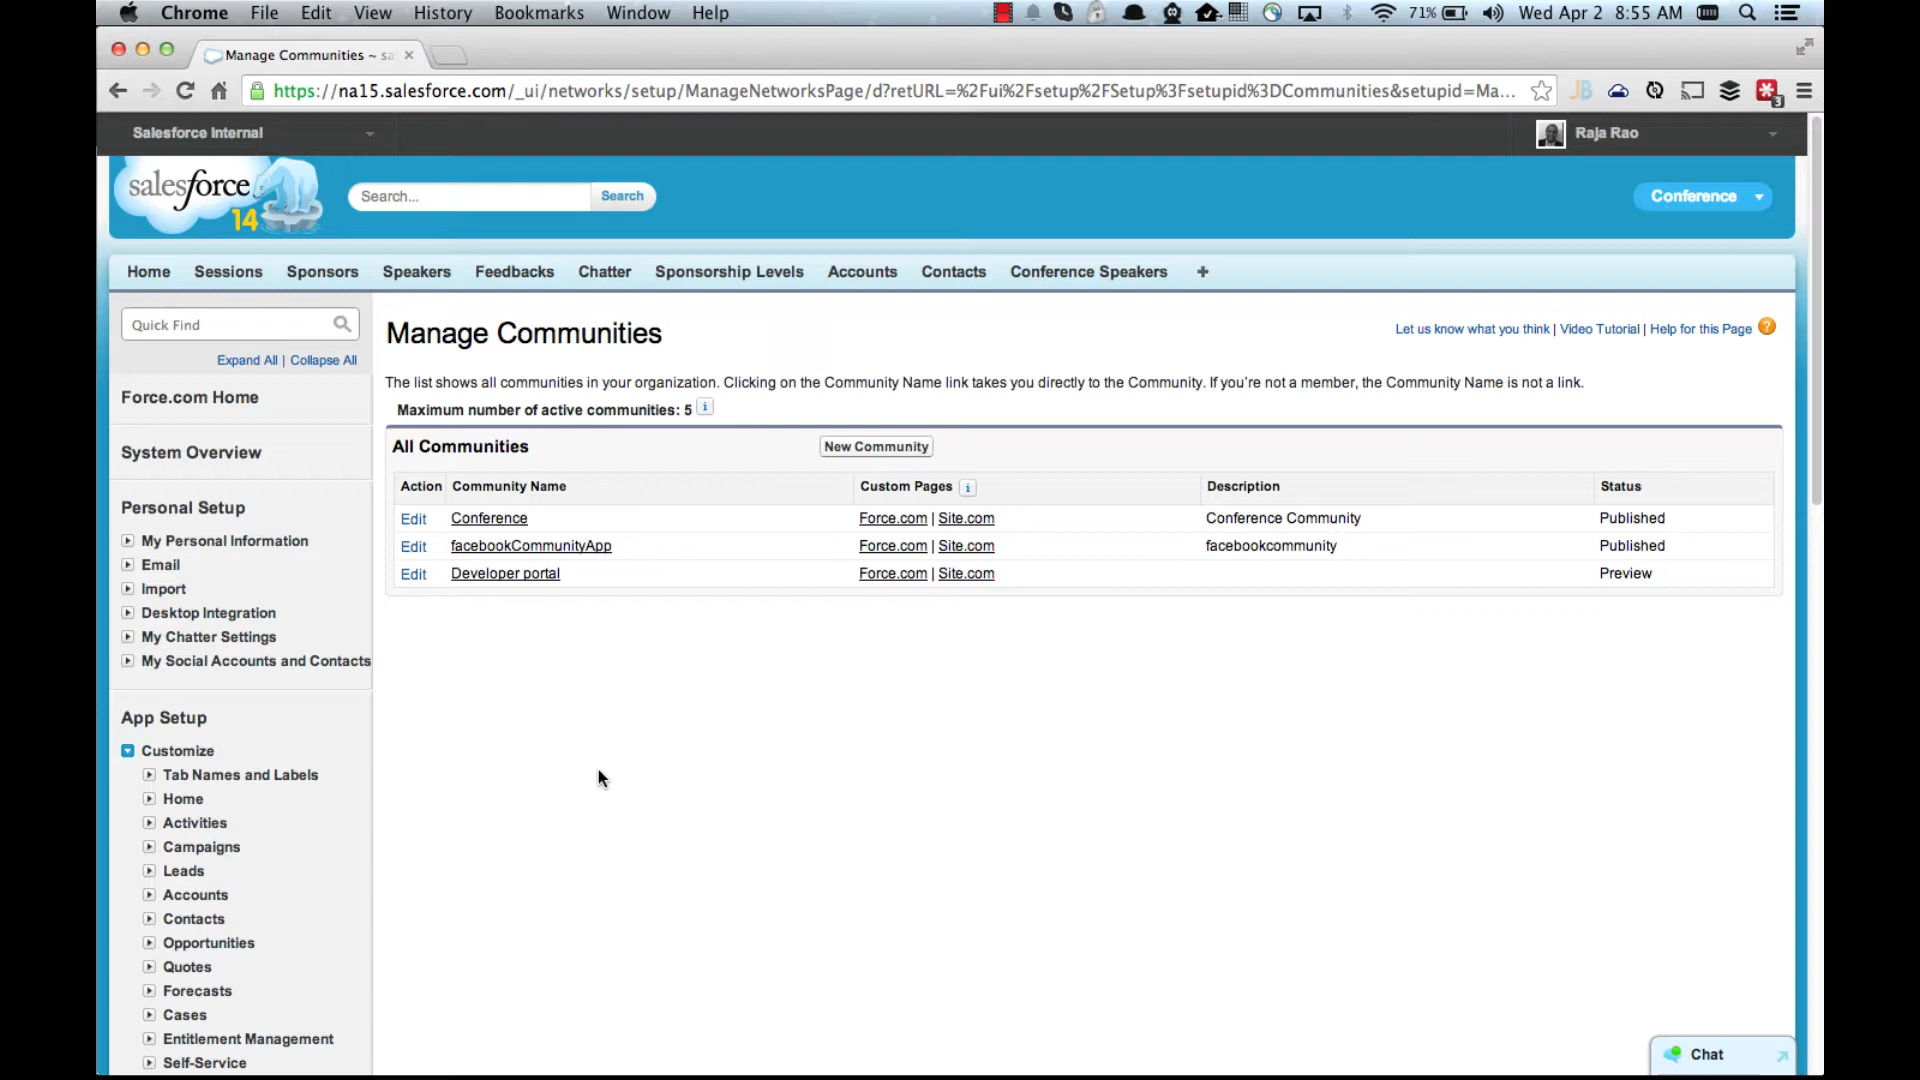 Chrome File Edit View History Bookmarks Window Help 71% Wed Apr 2 8:55 AM
Manage Communities ~ sa
https://na15.salesforce.com/_ui/networks/setup/ManageNetworksPage/d?retURL=%2Fui%2Fsetup%2FSetup%3Fsetupid%3DCommunities&setupid=Ma... JB 3
Salesforce Internal Raja Rao
salesforce 14 Search... Search Conference
Home Sessions Sponsors Speakers Feedbacks Chatter Sponsorship Levels Accounts Contacts Conference Speakers +
Quick Find
Expand All | Collapse All
Force.com Home
System Overview
Personal Setup
My Personal Information
Email
Import
Desktop Integration
My Chatter Settings
My Social Accounts and Contacts
App Setup
Customize
Tab Names and Labels
Home
Activities
Campaigns
Leads
Accounts
Contacts
Opportunities
Quotes
Forecasts
Cases
Entitlement Management
Self-Service
Manage Communities
Let us know what you think | Video Tutorial | Help for this Page ?
The list shows all communities in your organization. Clicking on the Community Name link takes you directly to the Community. If you're not a member, the Community Name is not a link.
Maximum number of active communities: 5 i
All Communities New Community
Action Community Name Custom Pages i Description Status
Edit Conference Force.com | Site.com Conference Community Published
Edit facebookCommunityApp Force.com | Site.com facebookcommunity Published
Edit Developer portal Force.com | Site.com Preview
Chat